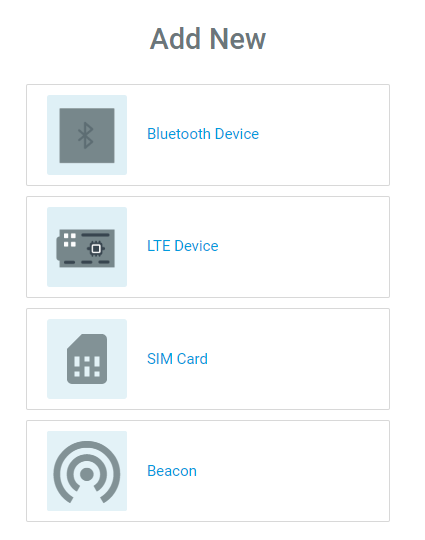 Add New
Bluetooth Device
LTE Device
SIM Card
Beacon